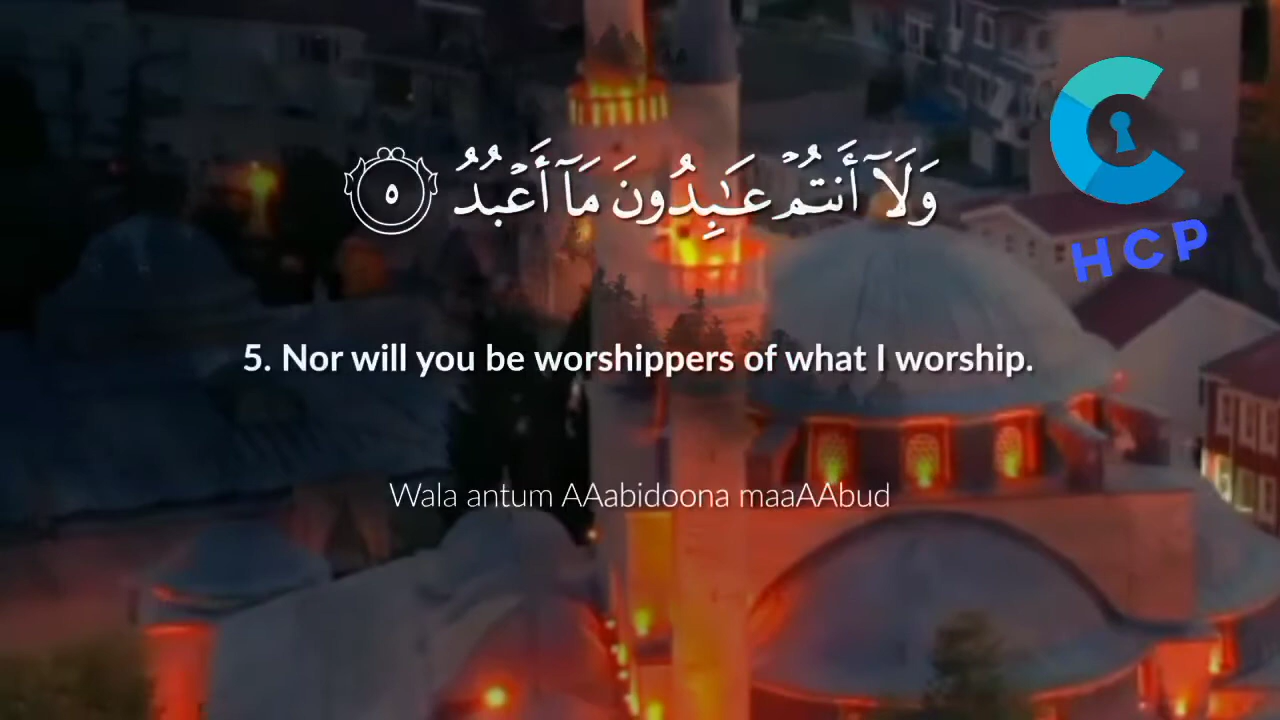 وَلَآ أَنتُمْ عَـٰبِدُونَ مَآ أَعْبُدُ ٥
HCP
5. Nor will you be worshippers of what I worship.
Wala antum AAabidoona maaAAbud